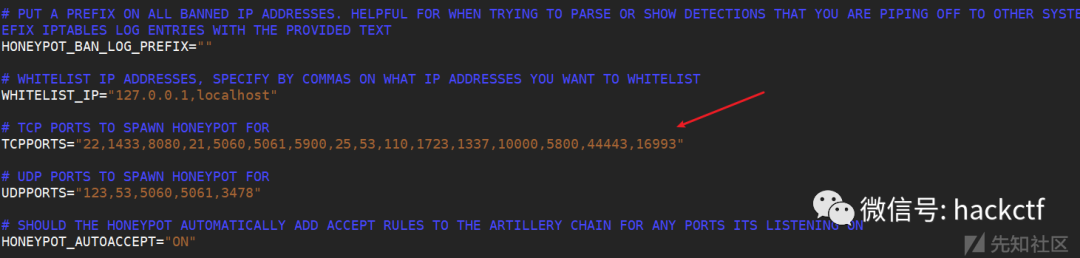 # PUT A PREFIX ON ALL BANNED IP ADDRESSES. HELPFUL FOR WHEN TRYING TO PARSE OR SHOW DETECTIONS THAT YOU ARE PIPING OFF TO OTHER SYSTE
EFIX IPTABLES LOG ENTRIES WITH THE PROVIDED TEXT
HONEYPOT_BAN_LOG_PREFIX=""
# WHITELIST IP ADDRESSES, SPECIFY BY COMMAS ON WHAT IP ADDRESSES YOU WANT TO WHITELIST
WHITELIST_IP="127.0.0.1,localhost"
# TCP PORTS TO SPAWN HONEYPOT FOR
TCPPORTS="22,1433,8080,21,5060,5061,5900,25,53,110,1723,1337,10000,5800,44443,16993"
# UDP PORTS TO SPAWN HONEYPOT FOR
UDPPORTS="123,53,5060,5061,3478"
# SHOULD THE HONEYPOT AUTOMATICALLY ADD ACCEPT RULES TO THE ARTILLERY CHAIN FOR ANY PORTS ITS LISTENING ON
HONEYPOT_AUTOACCEPT="ON"
微信号: hackctf
先知社区